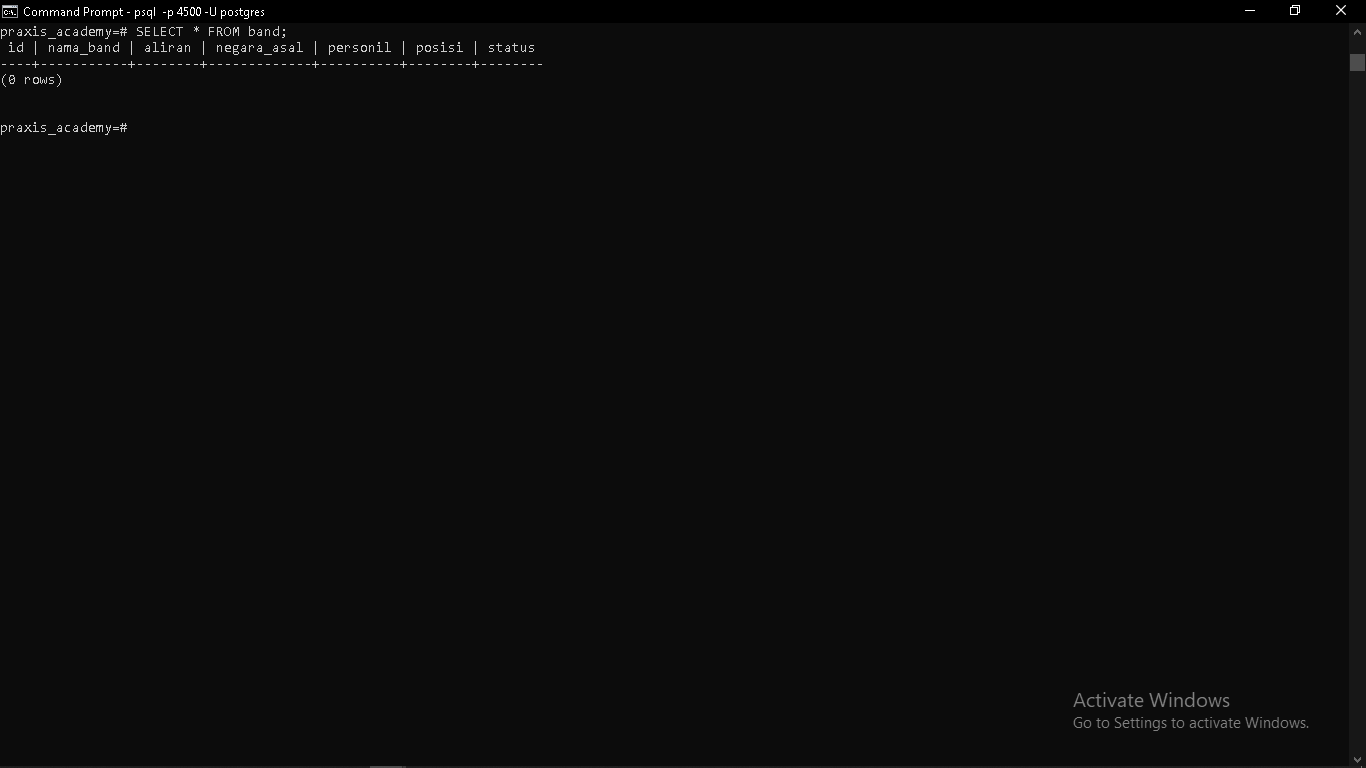 Command Prompt - psql  -p 4500 -U postgres
praxis_academy=# SELECT * FROM band;
 id | nama_band | aliran | negara_asal | personil | posisi | status
----+-----------+--------+-------------+----------+--------+--------
(0 rows)
praxis_academy=#
Activate Windows
Go to Settings to activate Windows.